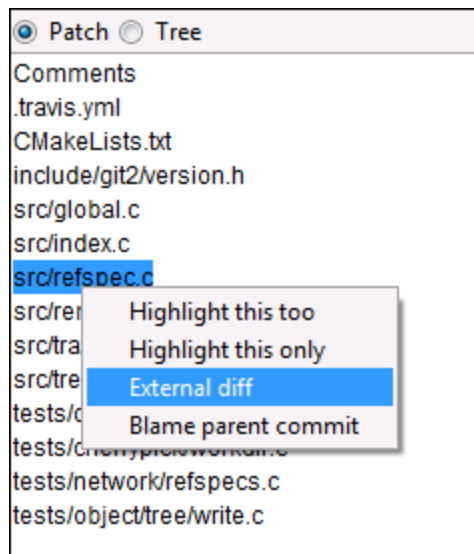 Patch Tree
Comments
.travis.yml
CMakeLists.txt
include/git2/version.h
src/global.c
src/index.c
src/refspec.c
Highlight this too
Highlight this only
External diff
Blame parent commit
tests/network/refspecs.c
tests/object/tree/write.c